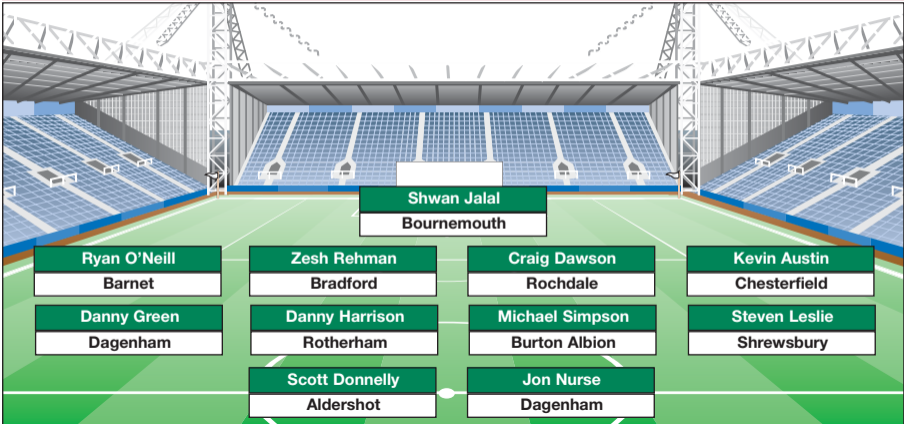 Shwan Jalal
Bournemouth
Ryan O’Neill
Barnet
Zesh Rehman
Bradford
Craig Dawson
Rochdale
Kevin Austin
Chesterfield
Danny Green
Dagenham
Danny Harrison
Rotherham
Michael Simpson
Burton Albion
Steven Leslie
Shrewsbury
Scott Donnelly
Aldershot
Jon Nurse
Dagenham